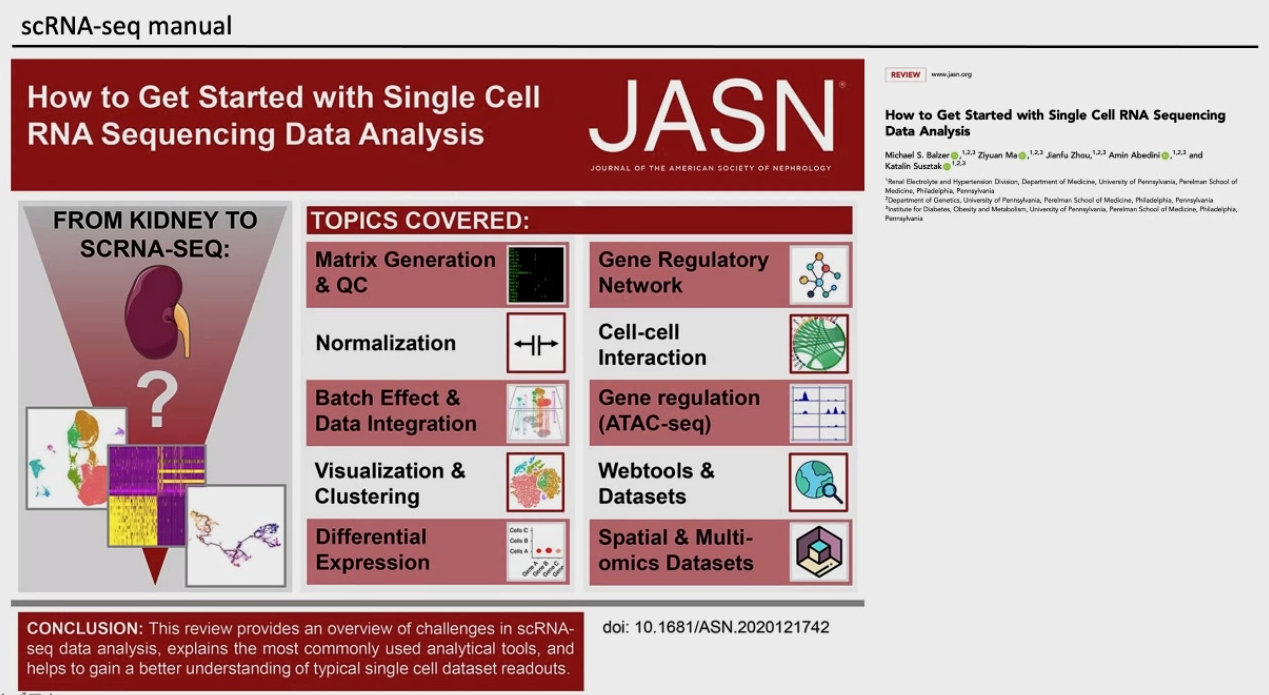 scRNA-seq manual
How to Get Started with Single Cell
RNA Sequencing Data Analysis
JASN®
JOURNAL OF THE AMERICAN SOCIETY OF NEPHROLOGY
FROM KIDNEY TO
SCRNA-SEQ:
?
TOPICS COVERED:
Matrix Generation
& QC
Normalization
Batch Effect &
Data Integration
Visualization &
Clustering
Differential
Expression
Cells C
Cells B
Cells A
Gene A
Gene B
Gene C
Gene
Gene Regulatory
Network
Cell-cell
Interaction
Gene regulation
(ATAC-seq)
Webtools &
Datasets
Spatial & Multi-
omics Datasets
CONCLUSION: This review provides an overview of challenges in scRNA-
seq data analysis, explains the most commonly used analytical tools, and
helps to gain a better understanding of typical single cell dataset readouts.
doi: 10.1681/ASN.2020121742
REVIEW www.jasn.org
How to Get Started with Single Cell RNA Sequencing
Data Analysis
Michael S. Balzer,1,2,3 Ziyuan Ma,1,2,3 Jianfu Zhou,1,2,3 Amin Abedini,1,2,3 and
Katalin Susztak1,2,3
1Renal Electrolyte and Hypertension Division, Department of Medicine, University of Pennsylvania, Perelman School of
Medicine, Philadelphia, Pennsylvania
2Department of Genetics, University of Pennsylvania, Perelman School of Medicine, Philadelphia, Pennsylvania
3Institute for Diabetes, Obesity and Metabolism, University of Pennsylvania, Perelman School of Medicine, Philadelphia,
Pennsylvania